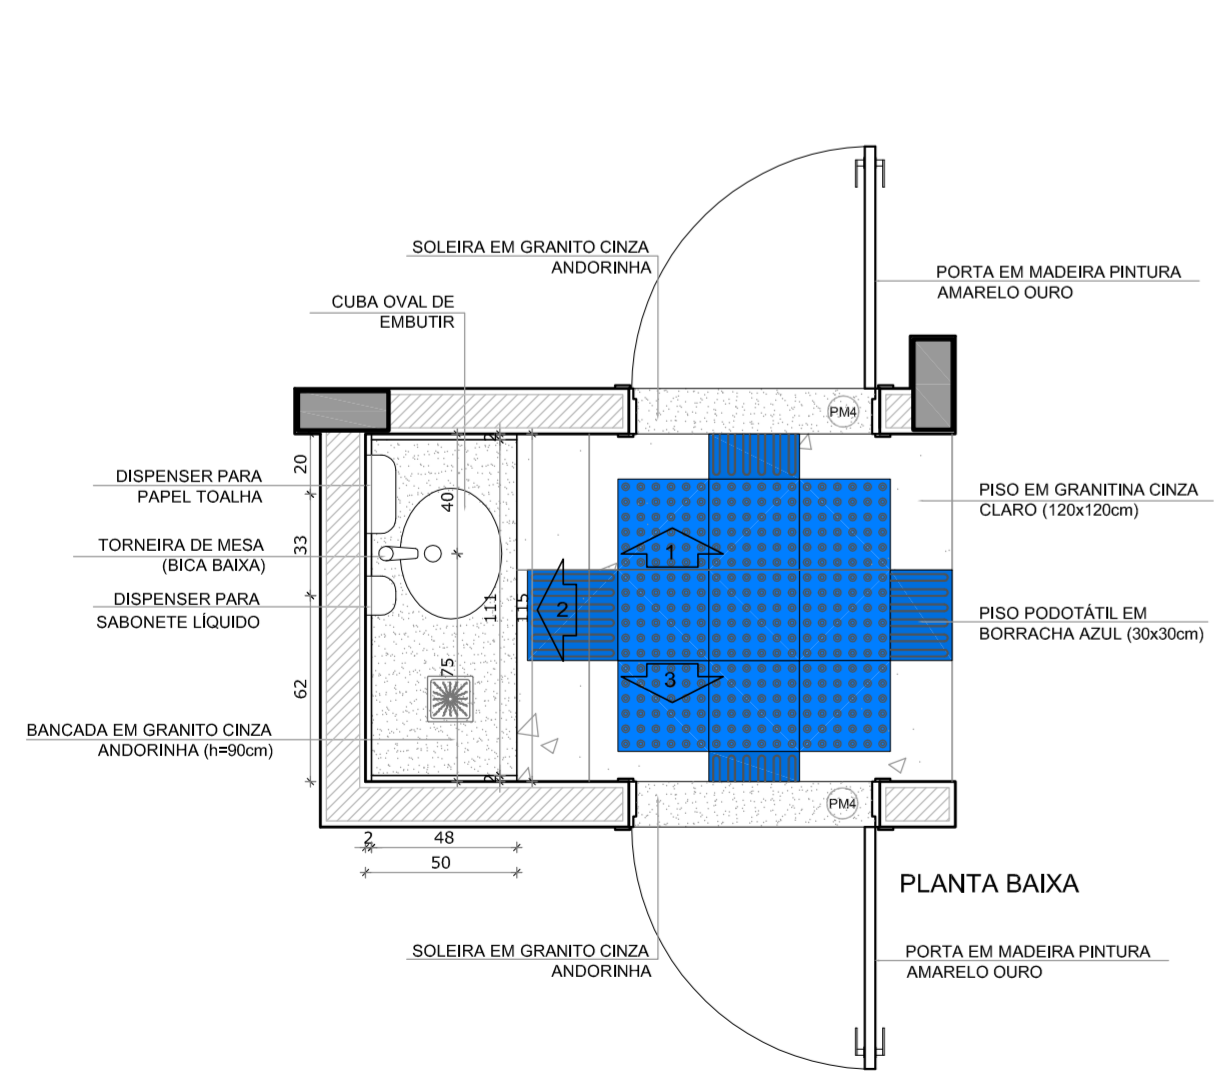 SOLEIRA EM GRANITO CINZA
ANDORINHA
PORTA EM MADEIRA PINTURA
AMARELO OURO
CUBA OVAL DE
EMBUTIR
PM4
20
2
DISPENSER PARA
PAPEL TOALHA
40
PISO EM GRANITINA CINZA
CLARO (120x120cm)
TORNEIRA DE MESA
(BICA BAIXA)
33
1
DISPENSER PARA
SABONETE LÍQUIDO
111
115
2
PISO PODOTÁTIL EM
BORRACHA AZUL (30x30cm)
62
75
3
BANCADA EM GRANITO CINZA
ANDORINHA (h=90cm)
2
PM4
2
48
50
PLANTA BAIXA
SOLEIRA EM GRANITO CINZA
ANDORINHA
PORTA EM MADEIRA PINTURA
AMARELO OURO